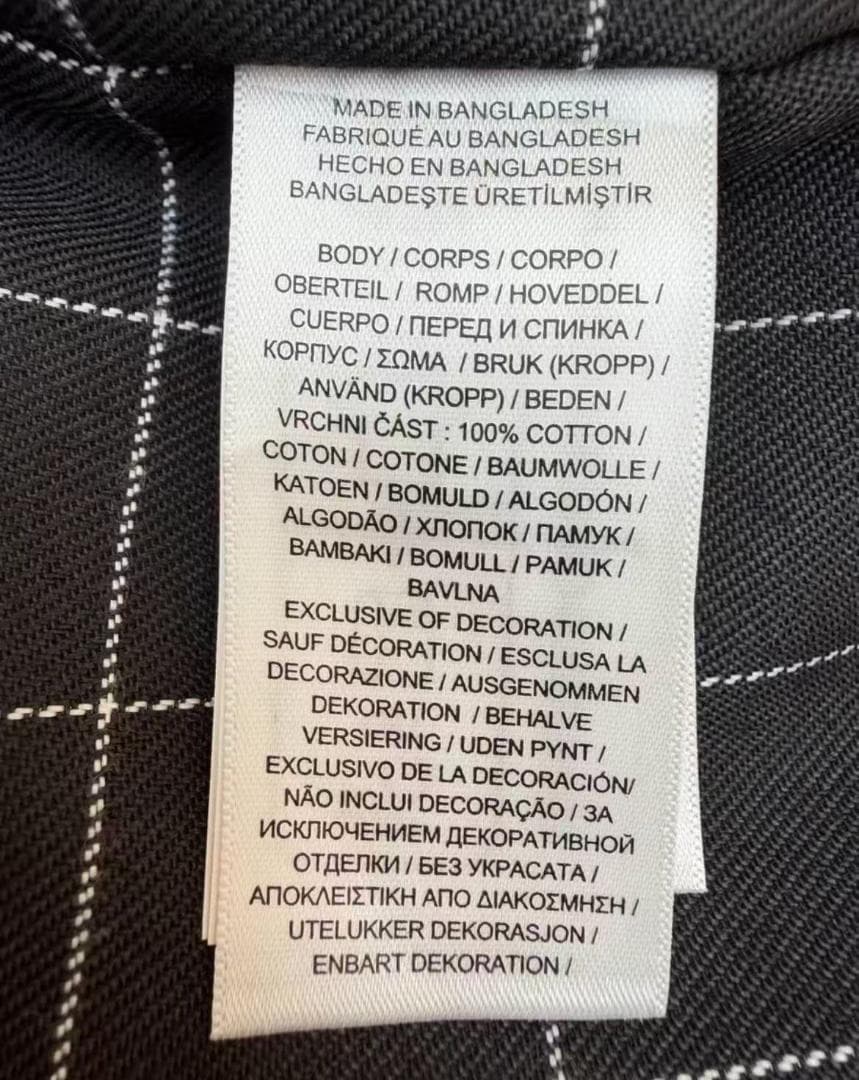 MADE IN BANGLADESH
FABRIQUÉ AU BANGLADESH
HECHO EN BANGLADESH
BANGLADEŞTE ÜRETİLMİŞTİR
BODY / CORPS / CORPO /
OBERTEIL / ROMP / HOVEDDEL /
CUERPO / ПЕРЕД И СПИНКА /
КОРПУС / ΣΩΜΑ / BRUK (KROPP) /
ANVÄND (KROPP) / BEDEN /
VRCHNI ČÁST : 100% COTTON /
COTON / COTONE / BAUMWOLLE /
KATOEN / BOMULD / ALGODÓN /
ALGODÃO / ХЛОПОК / ПАМУК /
BAMBAKI / BOMULL / PAMUK /
BAVLNA
EXCLUSIVE OF DECORATION /
SAUF DÉCORATION / ESCLUSA LA
DECORAZIONE / AUSGENOMMEN
DEKORATION / BEHALVE
VERSIERING / UDEN PYNT /
EXCLUSIVO DE LA DECORACIÓN/
NÃO INCLUI DECORAÇÃO / ЗА
ИСКЛЮЧЕНИЕМ ДЕКОРАТИВНОЙ
ОТДЕЛКИ / БЕЗ УКРАСАТА /
ΑΠΟΚΛΕΙΣΤΙΚΗ ΑΠΟ ΔΙΑΚΟΣΜΗΣΗ /
UTELUKKER DEKORASJON /
ENBART DEKORATION /